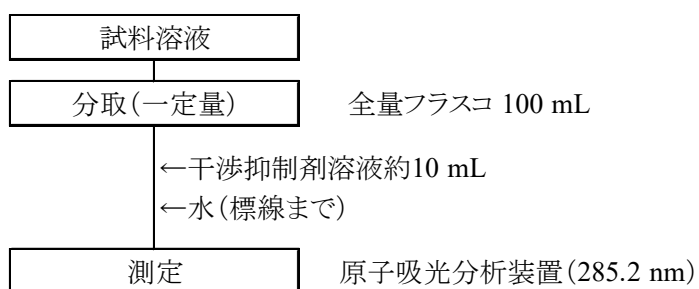 試料溶液
分取(一定量) 全量フラスコ 100 mL
←干渉抑制剤溶液約10 mL
←水(標線まで)
測定 原子吸光分析装置(285.2 nm)